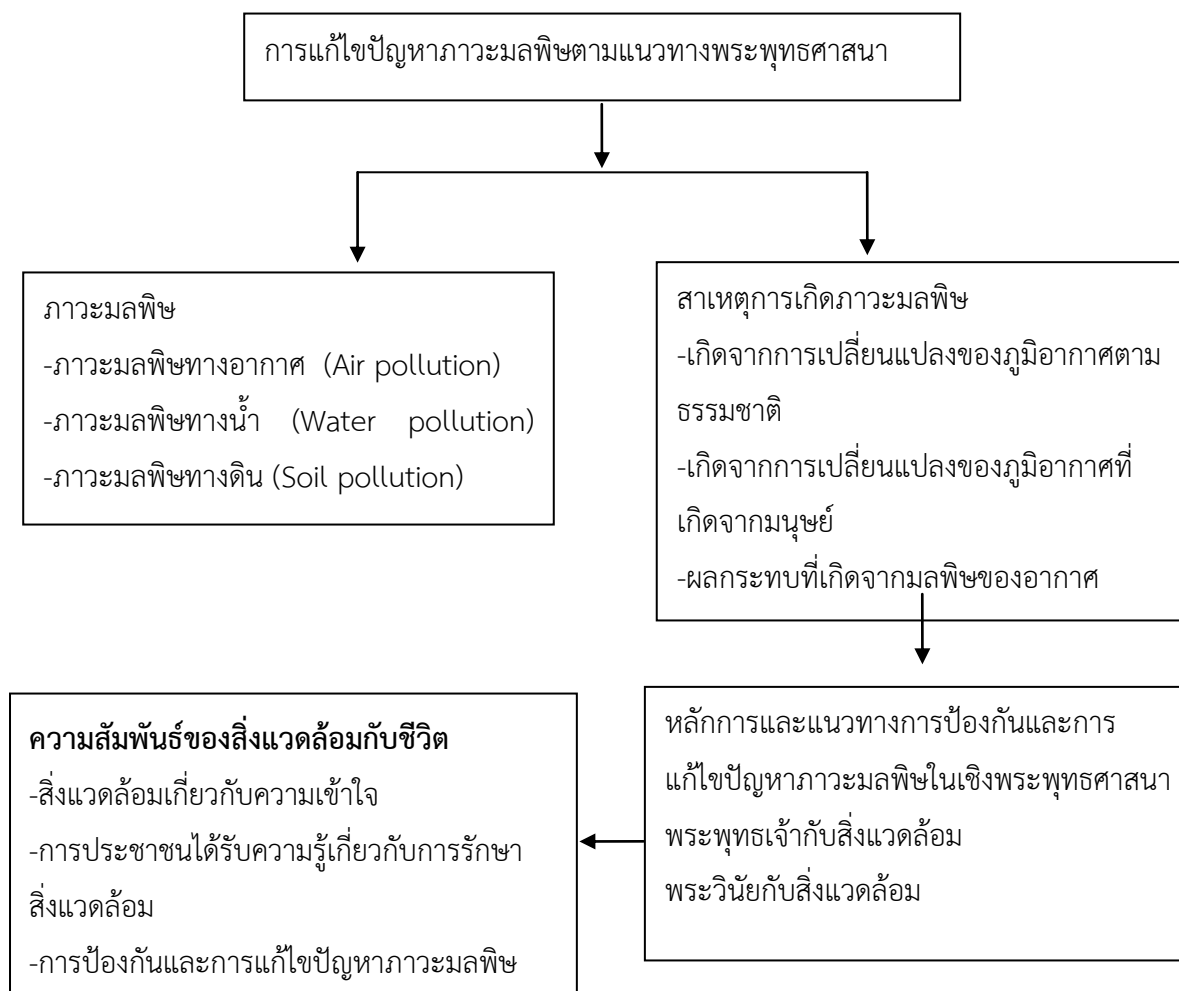 การแก้ไขปัญหาภาวะมลพิษตามแนวทางพระพุทธศาสนา
ภาวะมลพิษ
-ภาวะมลพิษทางอากาศ (Air pollution)
-ภาวะมลพิษทางน้ำ (Water pollution)
-ภาวะมลพิษทางดิน (Soil pollution)
สาเหตุการเกิดภาวะมลพิษ
-เกิดจากการเปลี่ยนแปลงของภูมิอากาศตาม
ธรรมชาติ
-เกิดจากการเปลี่ยนแปลงของภูมิอากาศที่
เกิดจากมนุษย์
-ผลกระทบที่เกิดจากมลพิษของอากาศ
หลักการและแนวทางการป้องกันและการ
แก้ไขปัญหาภาวะมลพิษในเชิงพระพุทธศาสนา
พระพุทธเจ้ากับสิ่งแวดล้อม
พระวินัยกับสิ่งแวดล้อม
ความสัมพันธ์ของสิ่งแวดล้อมกับชีวิต
-สิ่งแวดล้อมเกี่ยวกับความเข้าใจ
-การประชาชนได้รับความรู้เกี่ยวกับการรักษา
สิ่งแวดล้อม
-การป้องกันและการแก้ไขปัญหาภาวะมลพิษ